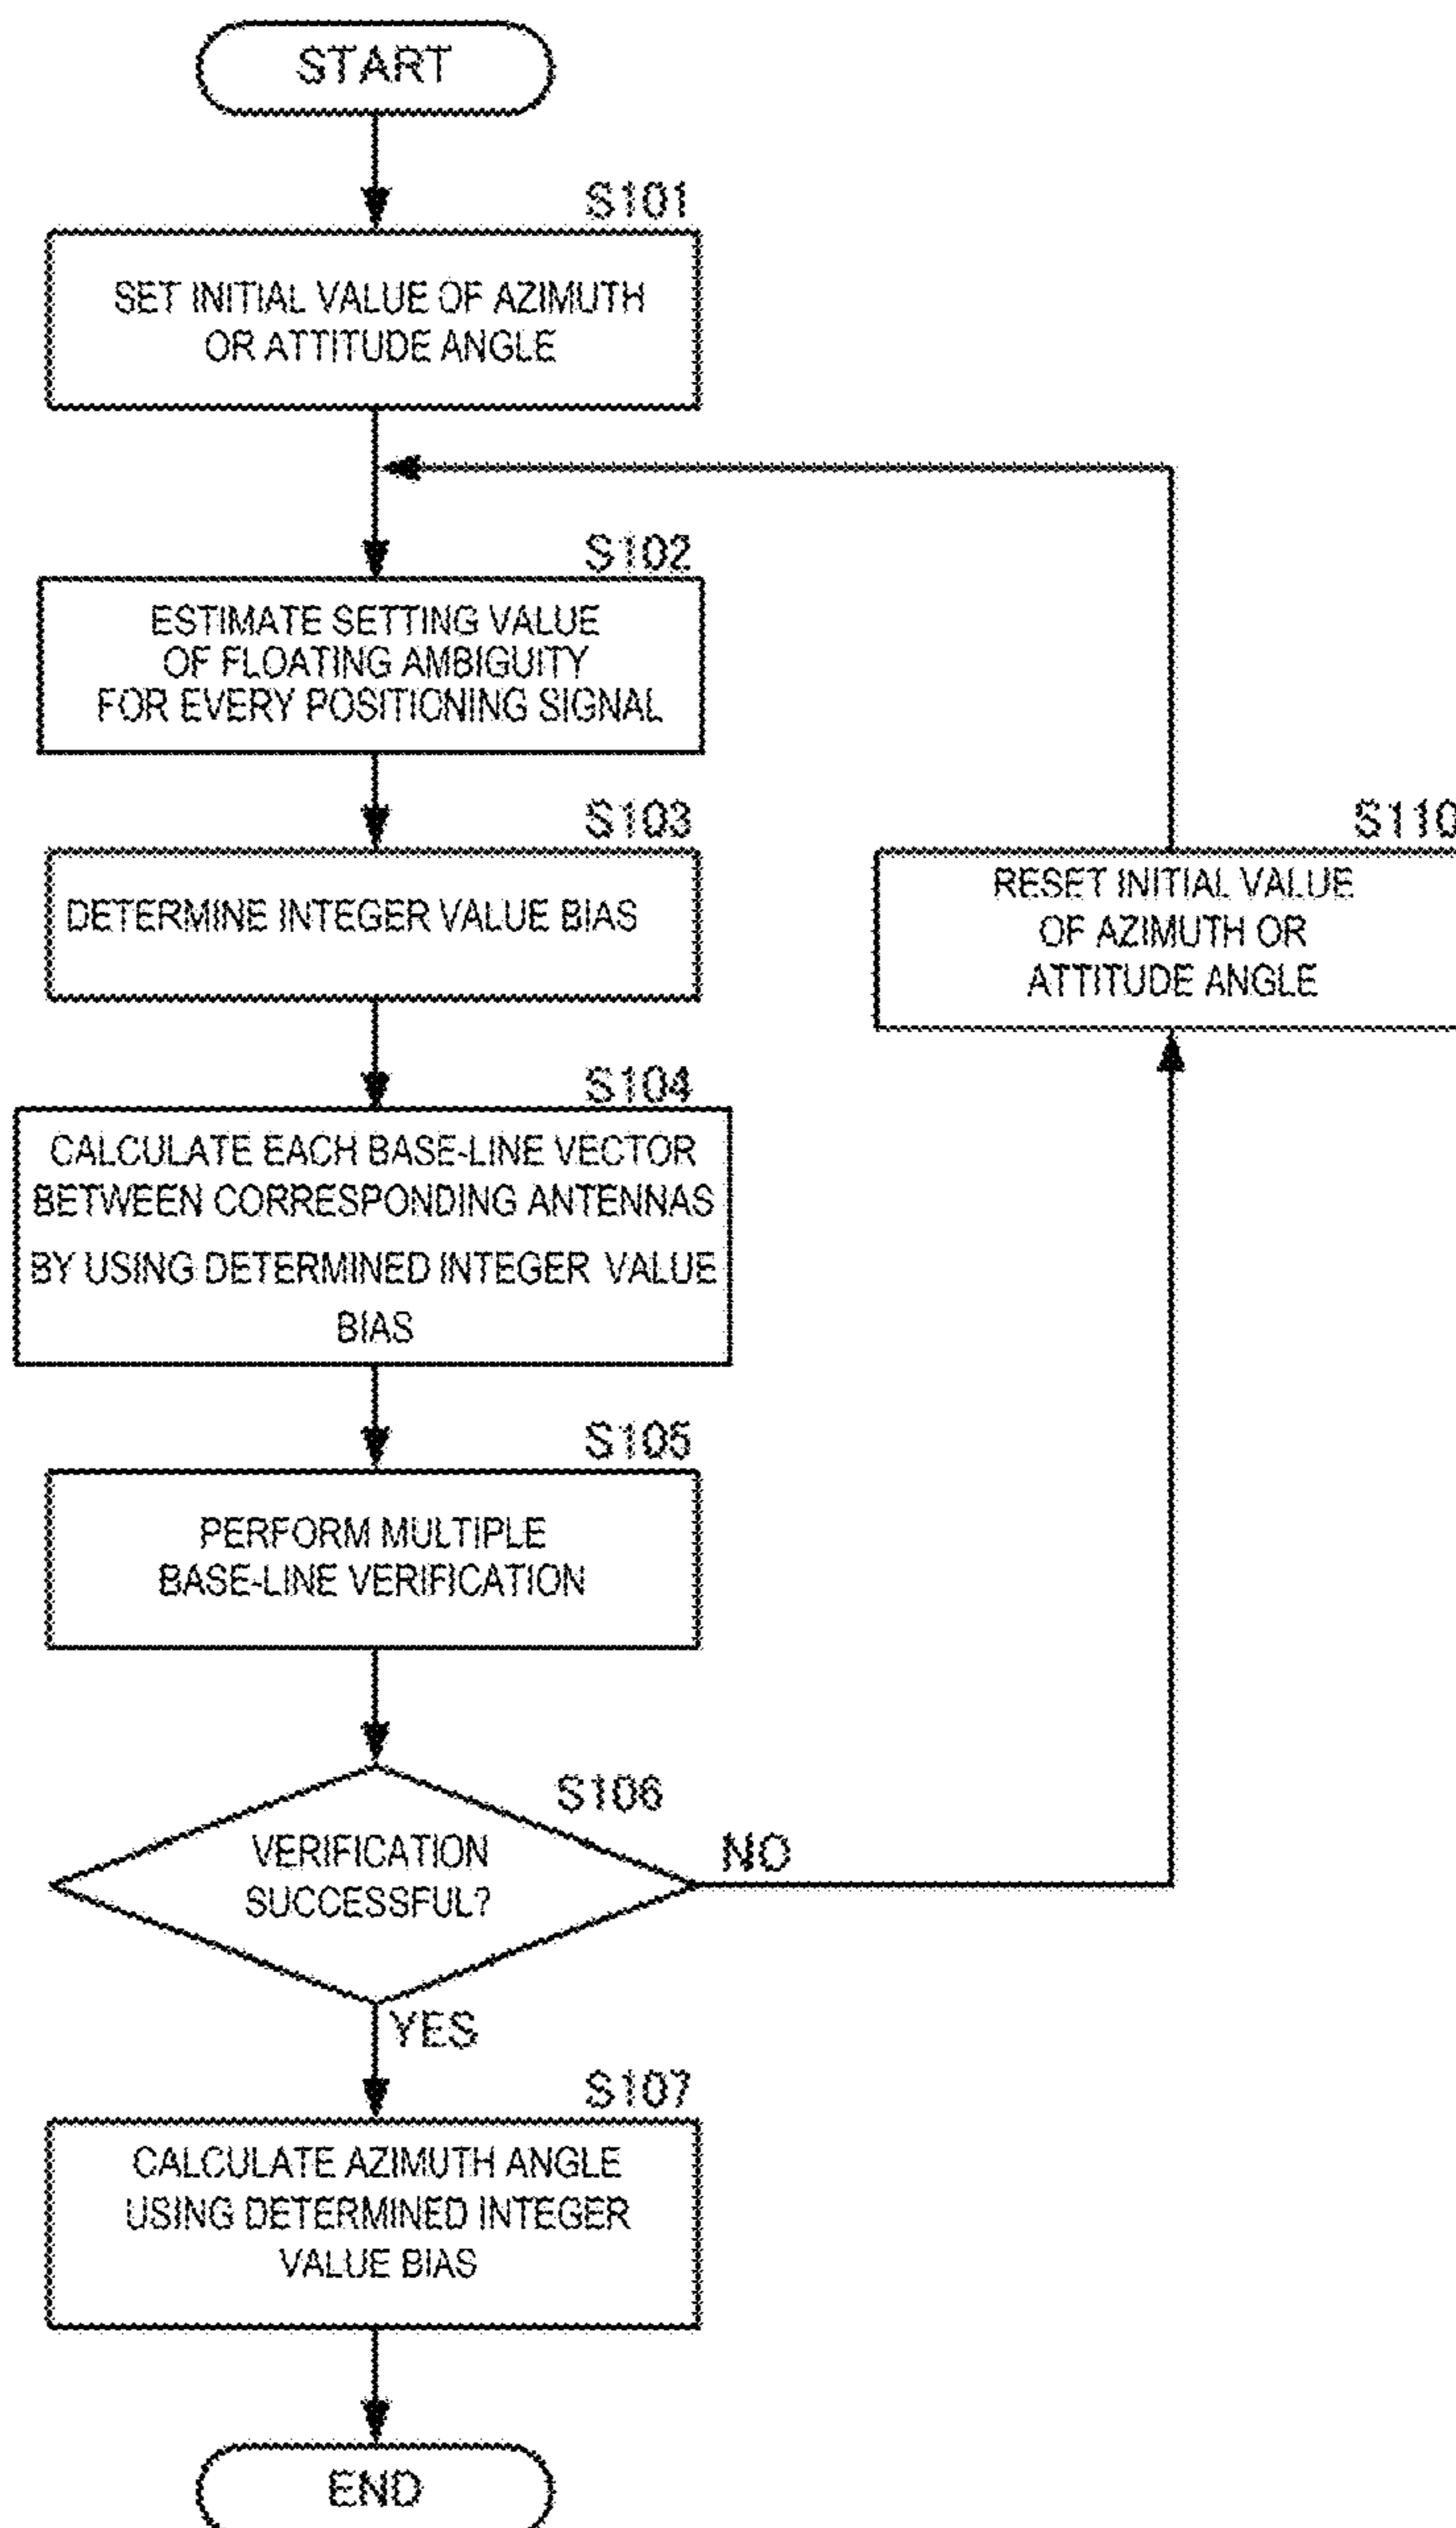 START
S101
SET INITIAL VALUE OF AZIMUTH
OR ATTITUDE ANGLE
S102
ESTIMATE SETTING VALUE
OF FLOATING AMBIGUITY
FOR EVERY POSITIONING SIGNAL
S103
DETERMINE INTEGER VALUE BIAS
S110
RESET INITIAL VALUE
OF AZIMUTH OR
ATTITUDE ANGLE
S104
CALCULATE EACH BASE-LINE VECTOR
BETWEEN CORRESPONDING ANTENNAS
BY USING DETERMINED INTEGER VALUE
BIAS
S105
PERFORM MULTIPLE
BASE-LINE VERIFICATION
S106
VERIFICATION
SUCCESSFUL?
NO
YES
S107
CALCULATE AZIMUTH ANGLE
USING DETERMINED INTEGER
VALUE BIAS
END